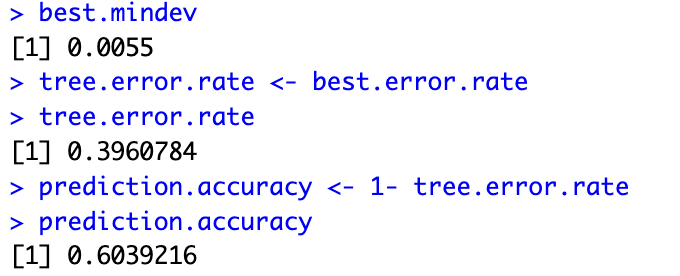 > best.mindev
[1] 0.0055
> tree.error.rate <- best.error.rate
> tree.error.rate
[1] 0.3960784
> prediction.accuracy <- 1- tree.error.rate
> prediction.accuracy
[1] 0.6039216